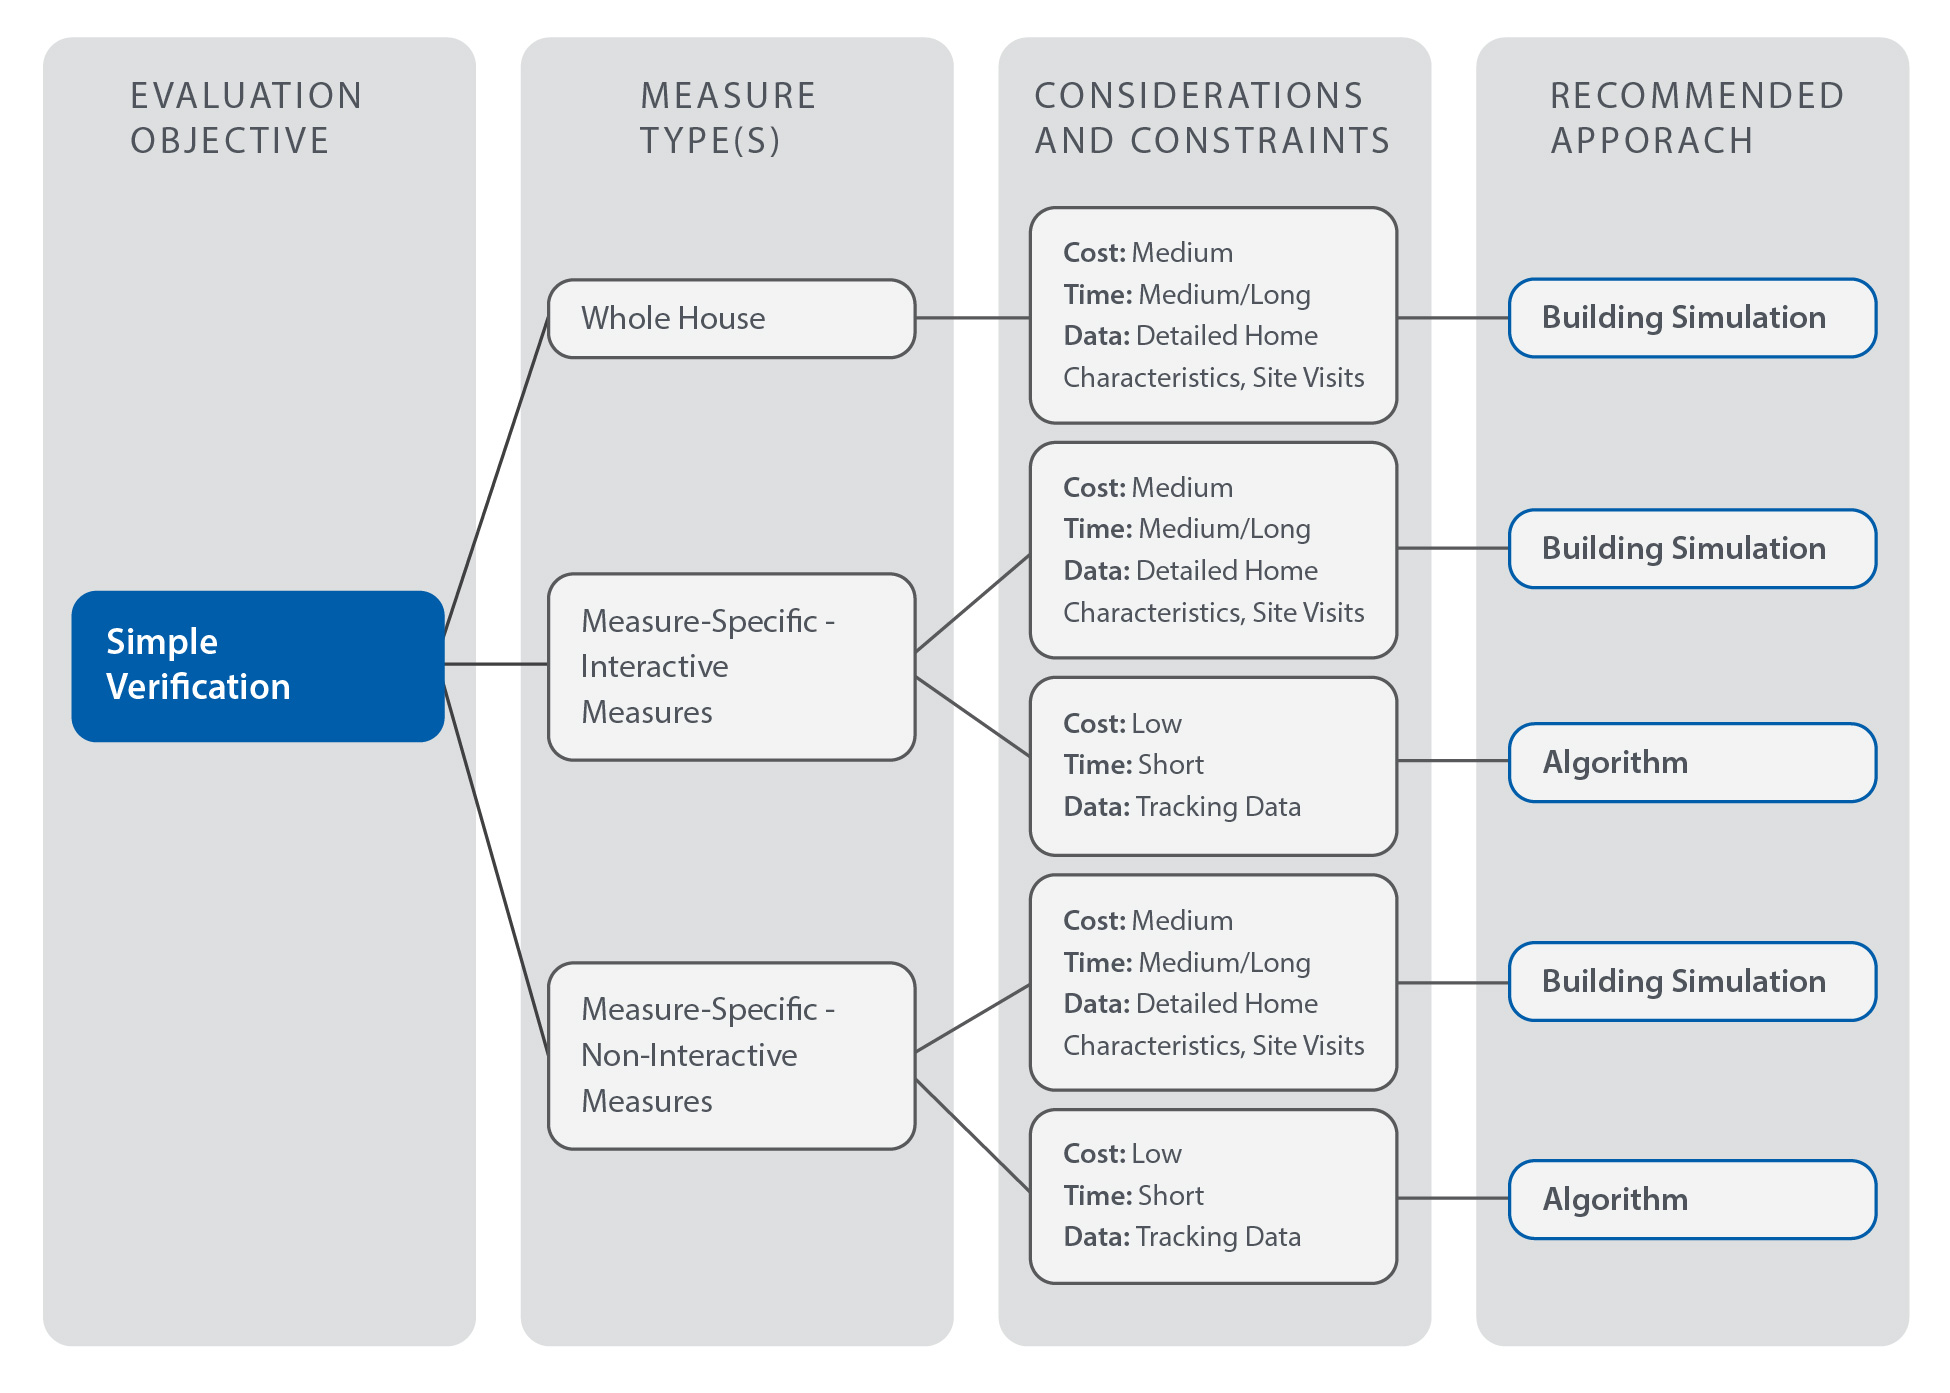 EVALUATION
OBJECTIVE
MEASURE
TYPE(S)
CONSIDERATIONS
AND CONSTRAINTS
RECOMMENDED
APPORACH
Simple
Verification
Whole House
Cost: Medium
Time: Medium/Long
Data: Detailed Home
Characteristics, Site Visits
Building Simulation
Measure-Specific -
Interactive
Measures
Cost: Medium
Time: Medium/Long
Data: Detailed Home
Characteristics, Site Visits
Building Simulation
Cost: Low
Time: Short
Data: Tracking Data
Algorithm
Measure-Specific -
Non-Interactive
Measures
Cost: Medium
Time: Medium/Long
Data: Detailed Home
Characteristics, Site Visits
Building Simulation
Cost: Low
Time: Short
Data: Tracking Data
Algorithm